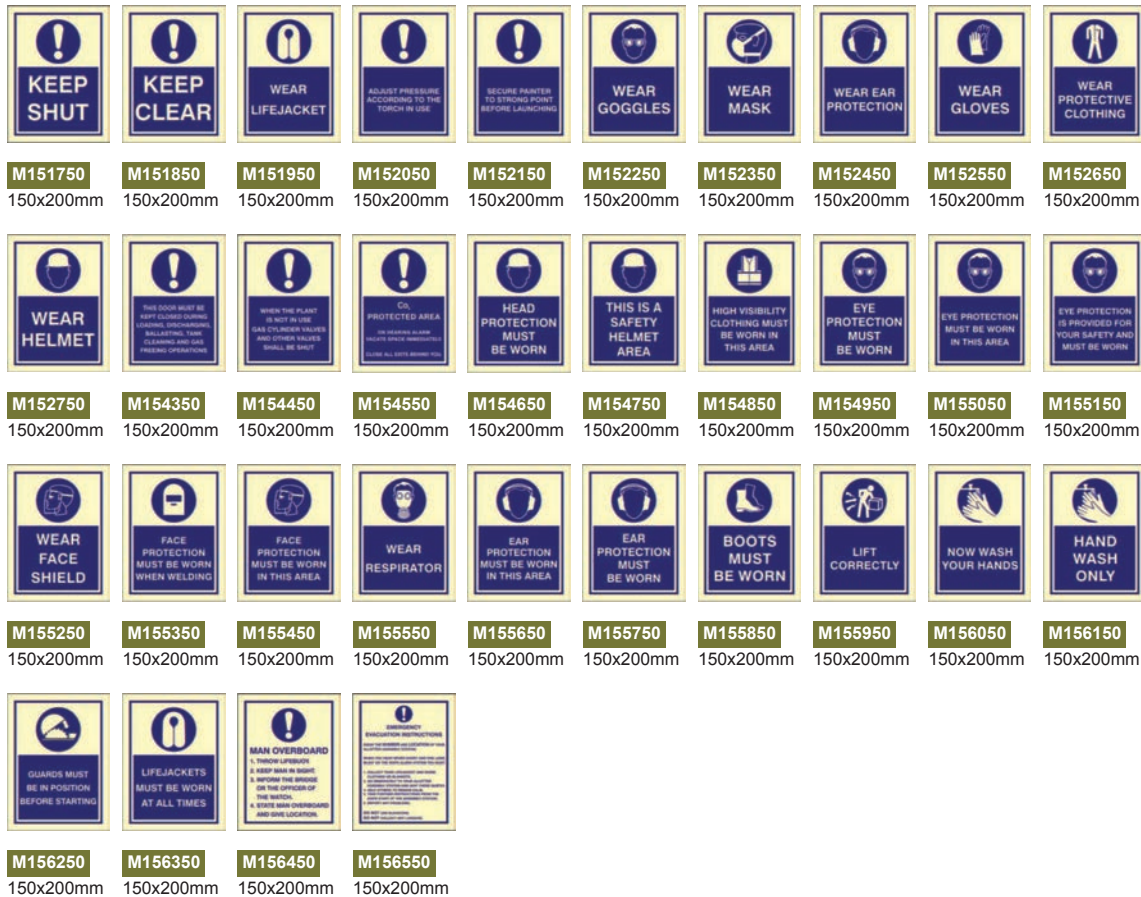 KEEP
SHUT
KEEP
CLEAR
WEAR
LIFEJACKET
ADJUST PRESSURE
ACCORDING TO THE
TORCH IN USE
SECURE PAINTER
TO STRONG POINT
BEFORE LAUNCHING
WEAR
GOGGLES
WEAR
MASK
WEAR EAR
PROTECTION
WEAR
GLOVES
WEAR
PROTECTIVE
CLOTHING
M151750 M151850 M151950 M152050 M152150 M152250 M152350 M152450 M152550 M152650
150x200mm 150x200mm 150x200mm 150x200mm 150x200mm 150x200mm 150x200mm 150x200mm 150x200mm 150x200mm
WEAR
HELMET
THIS DOOR MUST BE
KEPT CLOSED DURING
LOADING, DISCHARGING,
BALLASTING, TANK
CLEANING AND GAS
FREEING OPERATIONS
WHEN THE PLANT
IS NOT IN USE
GAS CYLINDER VALVES
AND OTHER VALVES
SHALL BE SHUT
Co,
PROTECTED AREA
ON HEARING ALARM
VACATE SPACE IMMEDIATELY
CLOSE ALL EXITS BEHIND YOU
HEAD
PROTECTION
MUST
BE WORN
THIS IS A
SAFETY
HELMET
AREA
HIGH VISIBILITY
CLOTHING MUST
BE WORN IN
THIS AREA
EYE
PROTECTION
MUST
BE WORN
EYE PROTECTION
MUST BE WORN
IN THIS AREA
EYE PROTECTION
IS PROVIDED FOR
YOUR SAFETY AND
MUST BE WORN
M152750 M154350 M154450 M154550 M154650 M154750 M154850 M154950 M155050 M155150
150x200mm 150x200mm 150x200mm 150x200mm 150x200mm 150x200mm 150x200mm 150x200mm 150x200mm 150x200mm
WEAR
FACE
SHIELD
FACE
PROTECTION
MUST BE WORN
WHEN WELDING
FACE
PROTECTION
MUST BE WORN
IN THIS AREA
WEAR
RESPIRATOR
EAR
PROTECTION
MUST BE WORN
IN THIS AREA
EAR
PROTECTION
MUST
BE WORN
BOOTS
MUST
BE WORN
LIFT
CORRECTLY
NOW WASH
YOUR HANDS
HAND
WASH
ONLY
M155250 M155350 M155450 M155550 M155650 M155750 M155850 M155950 M156050 M156150
150x200mm 150x200mm 150x200mm 150x200mm 150x200mm 150x200mm 150x200mm 150x200mm 150x200mm 150x200mm
GUARDS MUST
BE IN POSITION
BEFORE STARTING
LIFEJACKETS
MUST BE WORN
AT ALL TIMES
MAN OVERBOARD
1. THROW LIFEBUOY.
2. KEEP MAN IN SIGHT.
3. INFORM THE BRIDGE
OR THE OFFICER OF
THE WATCH.
4. STATE MAN OVERBOARD
AND GIVE LOCATION.
EMERGENCY
EVACUATION INSTRUCTIONS
M156250 M156350 M156450 M156550
150x200mm 150x200mm 150x200mm 150x200mm